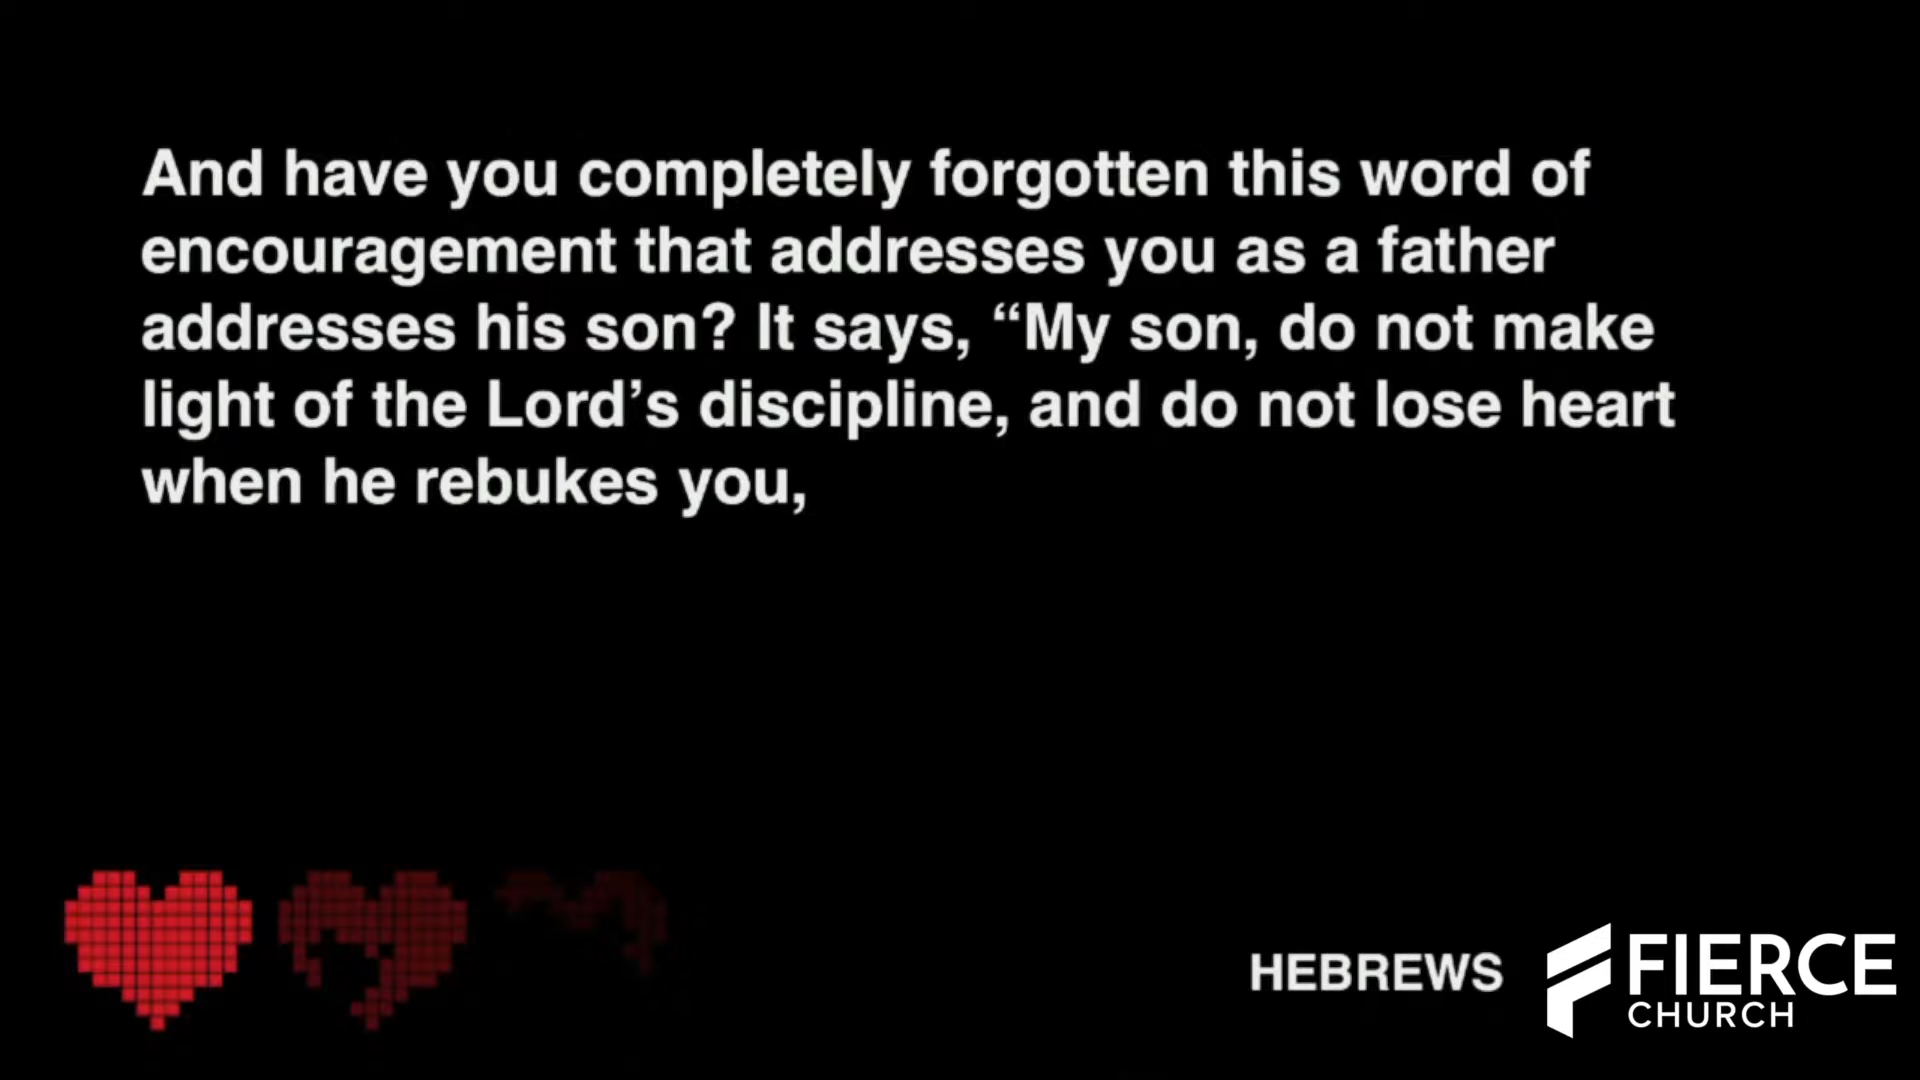 And have you completely forgotten this word of
encouragement that addresses you as a father
addresses his son? It says, “My son, do not make
light of the Lord’s discipline, and do not lose heart
when he rebukes you,
HEBREWS
FIERCE
CHURCH